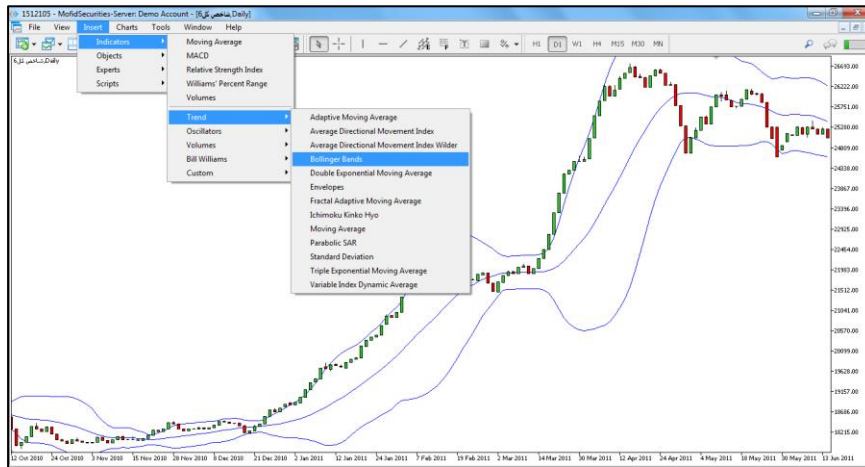 1512105 - MofidSecurities-Server: Demo Account - [شاخص كل6,Daily]
File View Insert Charts Tools Window Help
H1 D1 W1 H4 M15 M30 MN
شاخص كل6,Daily
Indicators
Objects
Experts
Scripts
Moving Average
MACD
Relative Strength Index
Williams' Percent Range
Volumes
Trend
Oscillators
Volumes
Bill Williams
Custom
Adaptive Moving Average
Average Directional Movement Index
Average Directional Movement Index Wilder
Bollinger Bands
Double Exponential Moving Average
Envelopes
Fractal Adaptive Moving Average
Ichimoku Kinko Hyo
Moving Average
Parabolic SAR
Standard Deviation
Triple Exponential Moving Average
Variable Index Dynamic Average
26693.00
26222.00
25751.00
25280.00
24809.00
24338.00
23867.00
23396.00
22925.00
22454.00
21983.00
21512.00
21041.00
20570.00
20099.00
19628.00
19157.00
18686.00
18215.00
12 Oct 2010 24 Oct 2010 3 Nov 2010 15 Nov 2010 28 Nov 2010 8 Dec 2010 21 Dec 2010 2 Jan 2011 12 Jan 2011 24 Jan 2011 7 Feb 2011 19 Feb 2011 2 Mar 2011 14 Mar 2011 30 Mar 2011 12 Apr 2011 24 Apr 2011 4 May 2011 18 May 2011 30 May 2011 13 Jun 2011